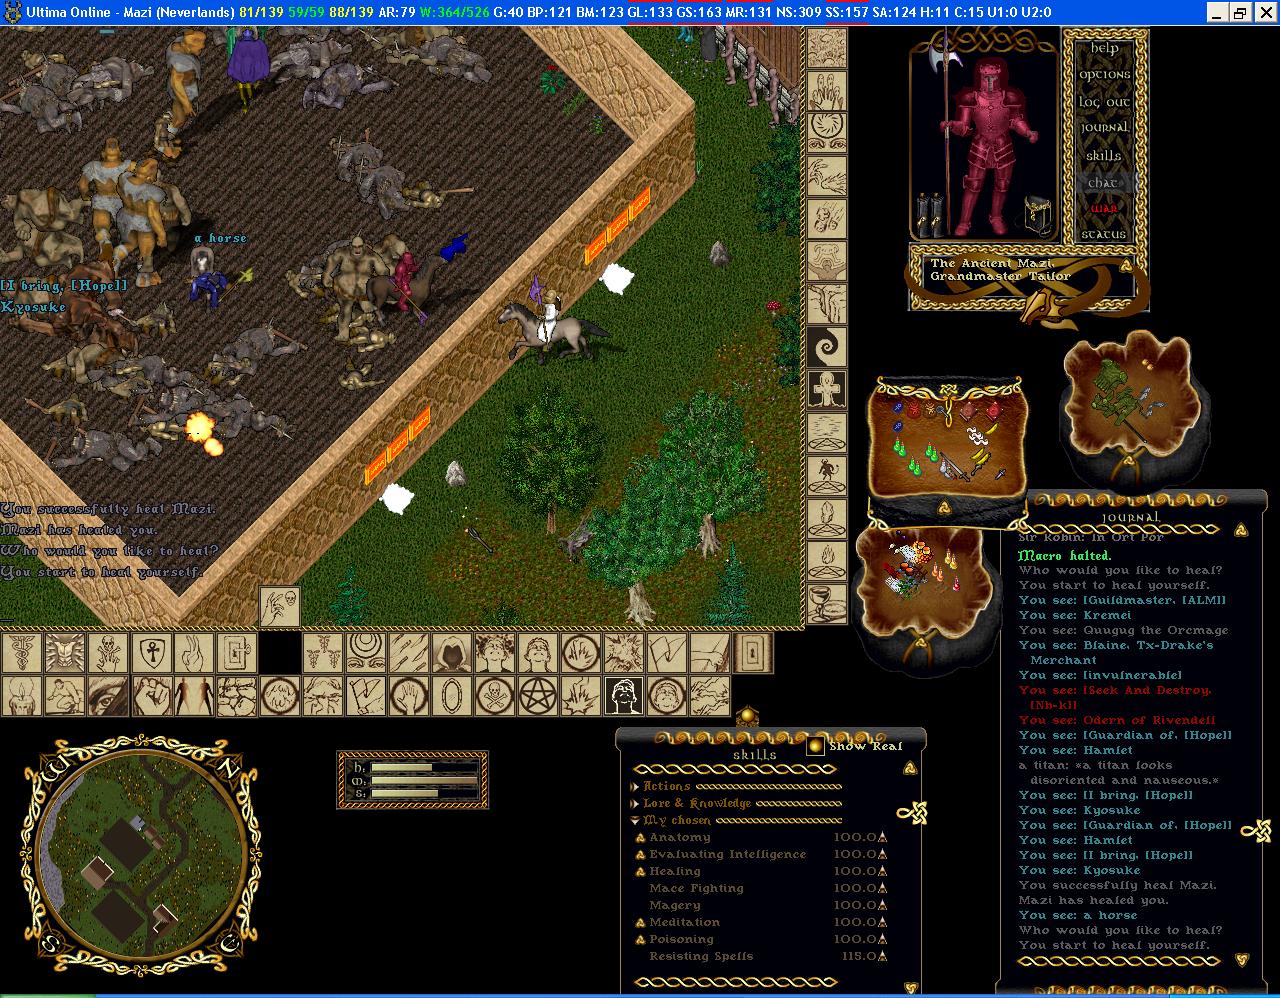 Ultima Online - Mazi (Neverlands) 81/139 59/59 88/139 AR:79 W:364/526 G:40 BP:121 BM:123 GL:133 GS:163 MR:131 NS:309 SS:157 SA:124 H:11 C:15 U1:0 U2:0
a horse
[I bring, [Hope]]
Kyosuke
You successfully heal Mazi.
Mazi has healed you.
Who would you like to heal?
You start to heal yourself.
help
options
log out
journal
skills
chat
war
status
The Ancient Mazi,
Grandmaster Tailor
journal
Sir Robin: In Ort Por
Macro halted.
Who would you like to heal?
You start to heal yourself.
You see: [Guildmaster, [ALM]]
You see: Kremei
You see: Quugug the Orcmage
You see: Blaine, Tx-Drake's
Merchant
You see: [invulnerable]
You see: [Seek And Destroy,
[Nb-k]]
You see: Odern of Rivendell
You see: [Guardian of, [Hope]]
You see: Hamlet
a titan: *a titan looks
disoriented and nauseous.*
You see: [I bring, [Hope]]
You see: Kyosuke
You see: [Guardian of, [Hope]]
You see: Hamlet
You see: [I bring, [Hope]]
You see: Kyosuke
You successfully heal Mazi.
Mazi has healed you.
You see: a horse
Who would you like to heal?
You start to heal yourself.
W
N
S
E
h:
m:
s:
skills
Show Real
Actions
Lore & Knowledge
My chosen
Anatomy 100.0
Evaluating Intelligence 100.0
Healing 100.0
Mace Fighting 100.0
Magery 100.0
Meditation 100.0
Poisoning 100.0
Resisting Spells 115.0